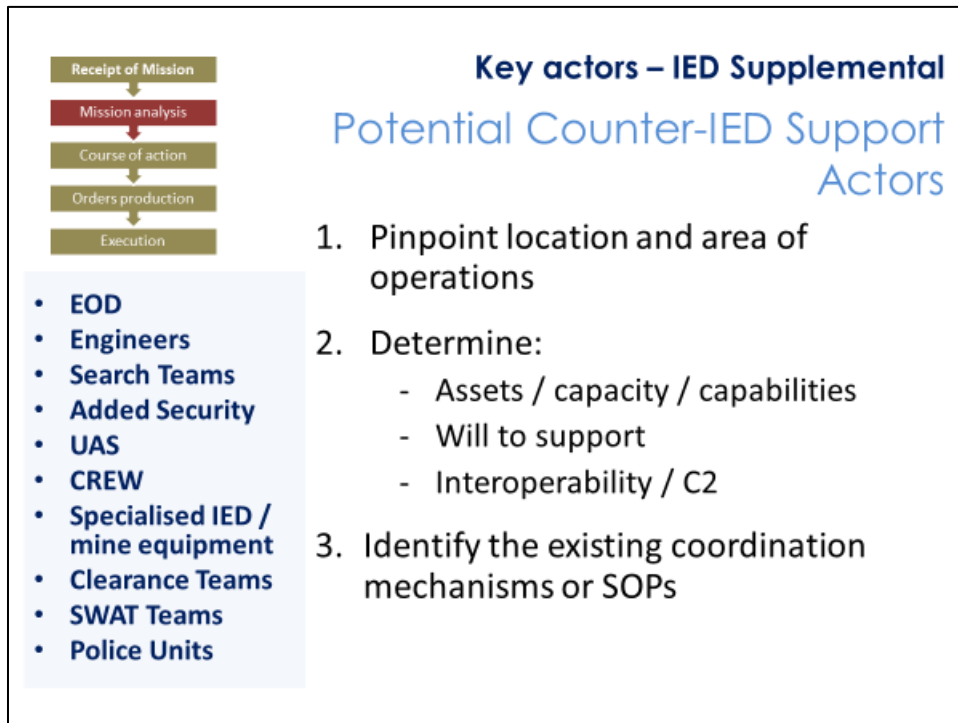 Receipt of Mission
Mission analysis
Course of action
Orders production
Execution
Key actors – IED Supplemental
Potential Counter-IED Support
Actors
• EOD
• Engineers
• Search Teams
• Added Security
• UAS
• CREW
• Specialised IED /
mine equipment
• Clearance Teams
• SWAT Teams
• Police Units
1. Pinpoint location and area of
operations
2. Determine:
- Assets / capacity / capabilities
- Will to support
- Interoperability / C2
3. Identify the existing coordination
mechanisms or SOPs